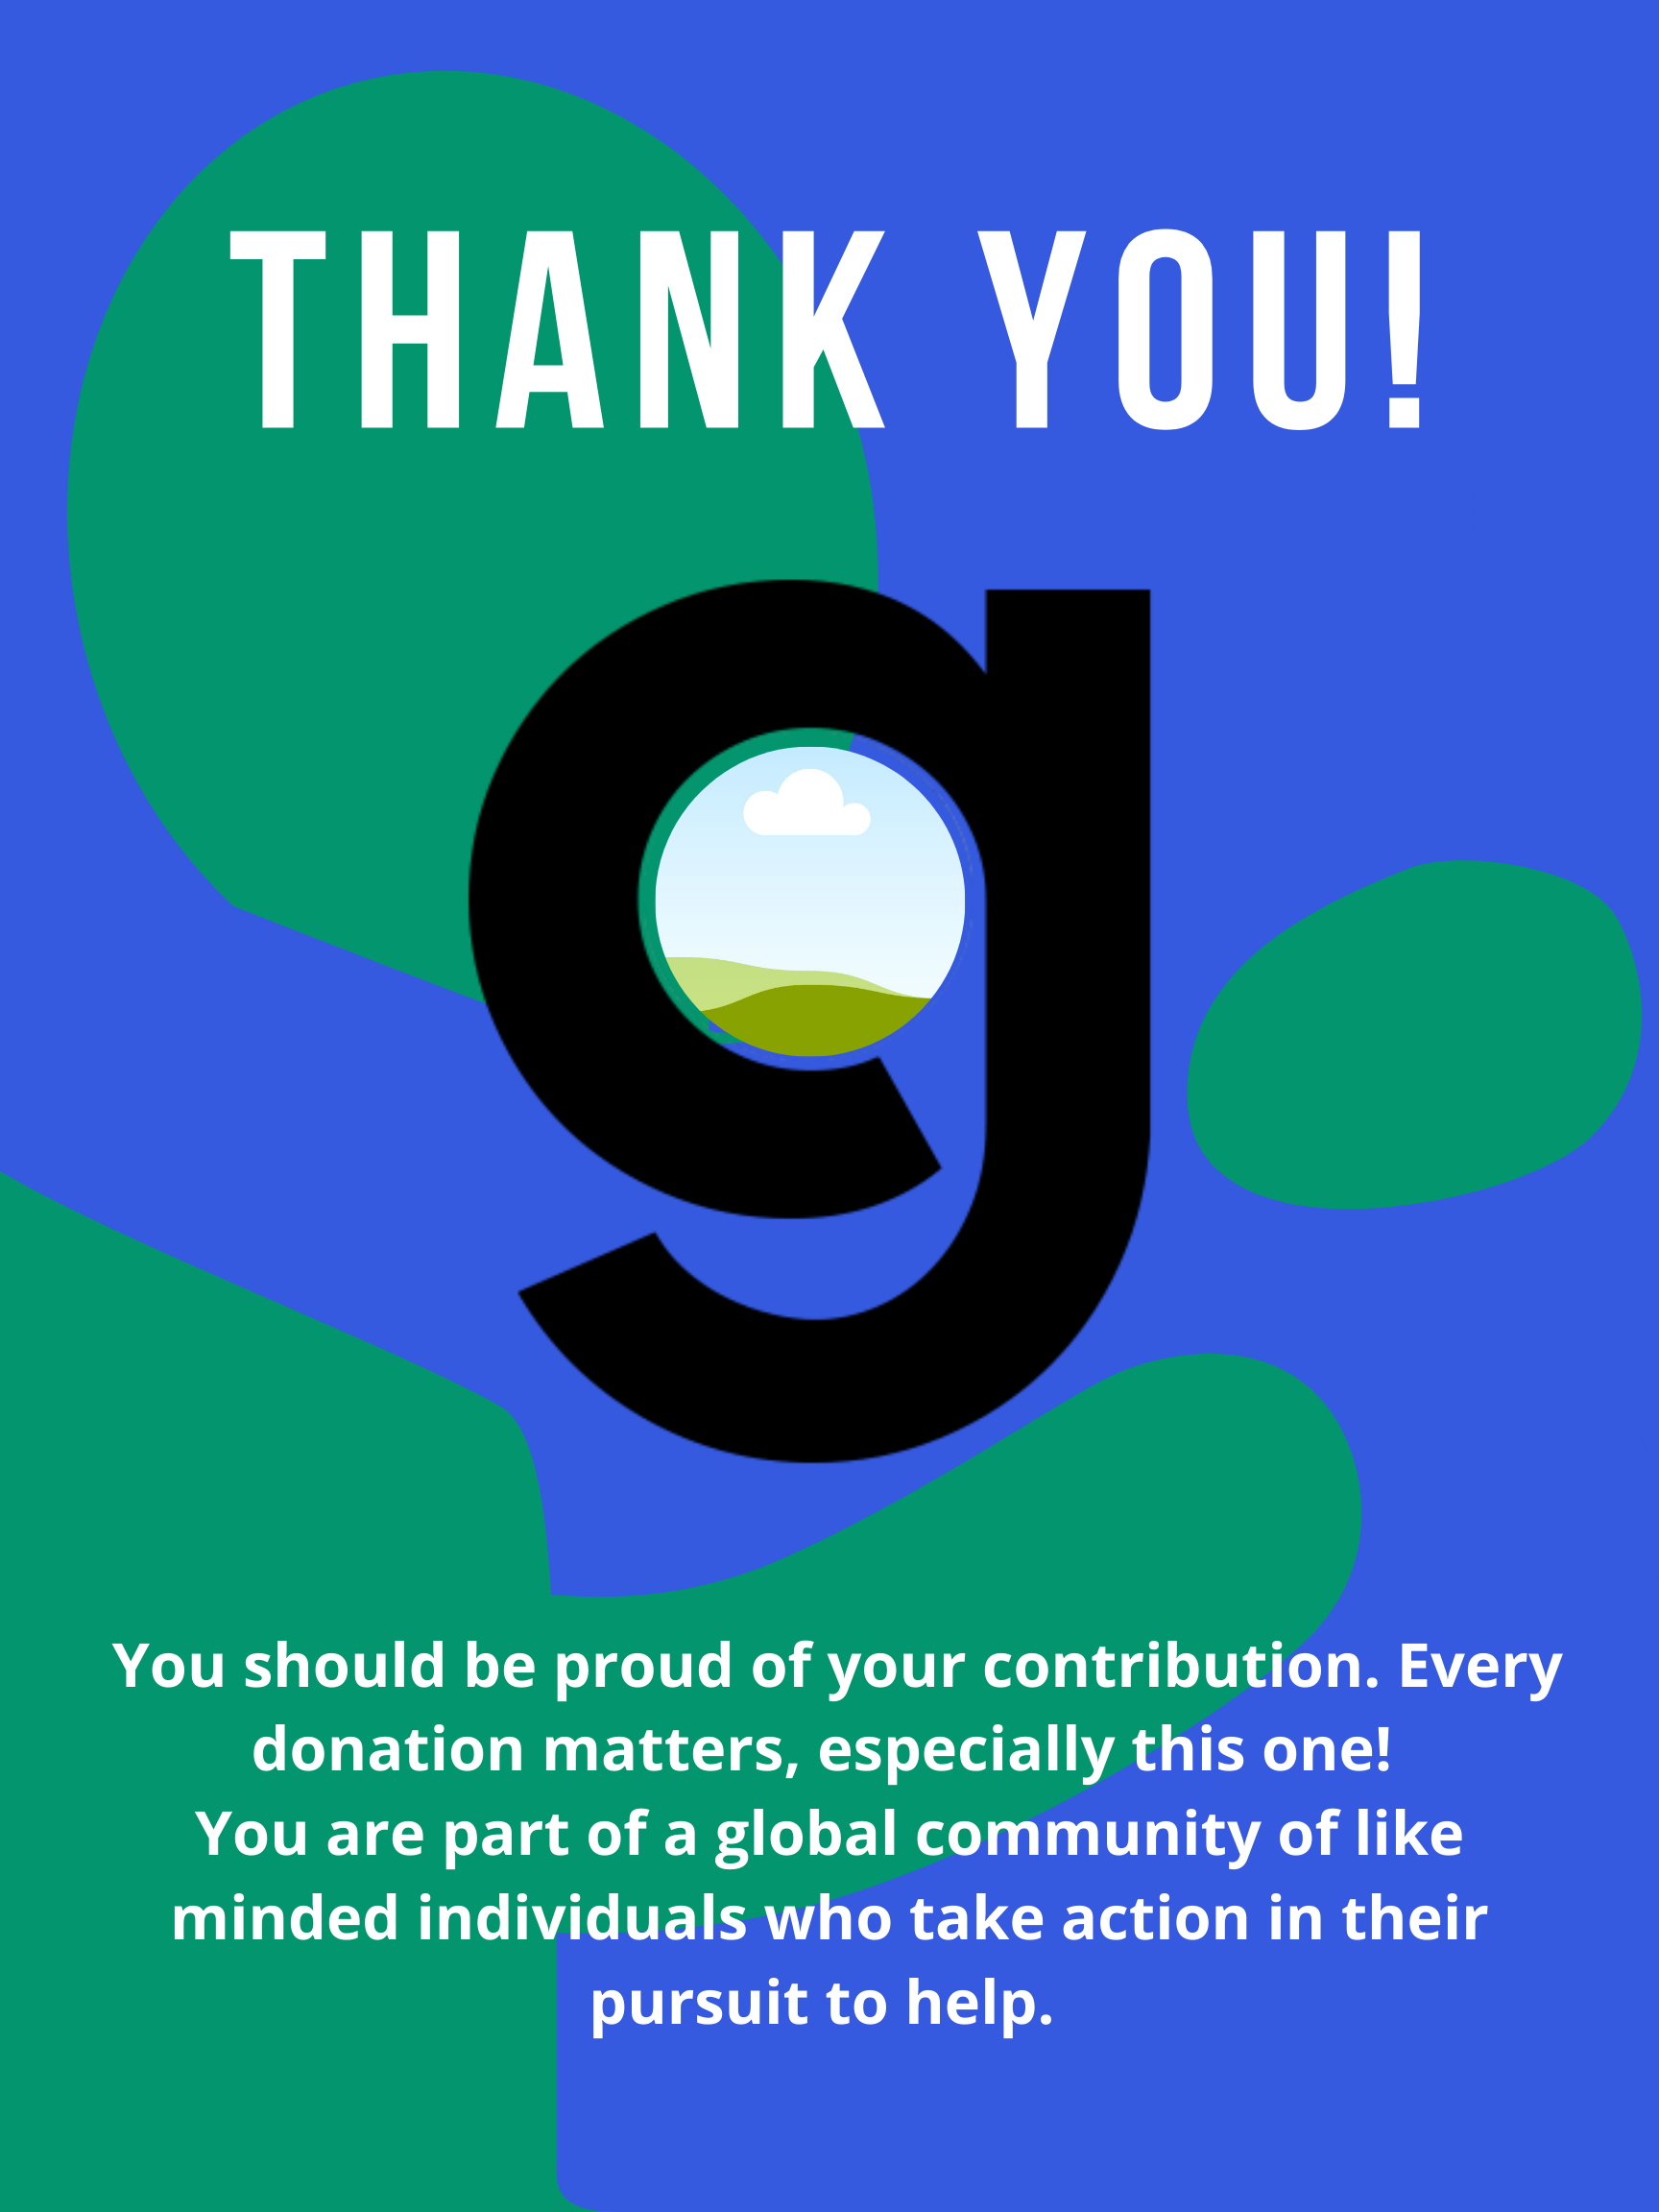 THANK YOU!
g
You should be proud of your contribution. Every
donation matters, especially this one!
You are part of a global community of like
minded individuals who take action in their
pursuit to help.